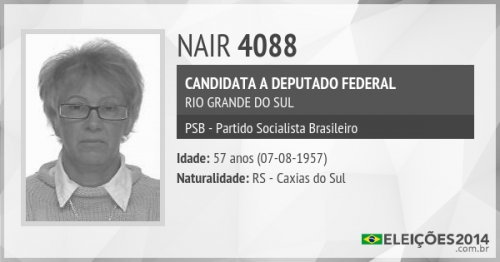 NAIR 4088
CANDIDATA A DEPUTADO FEDERAL
RIO GRANDE DO SUL
PSB - Partido Socialista Brasileiro
Idade: 57 anos (07-08-1957)
Naturalidade: RS - Caxias do Sul
ELEIÇÕES2014
.com.br